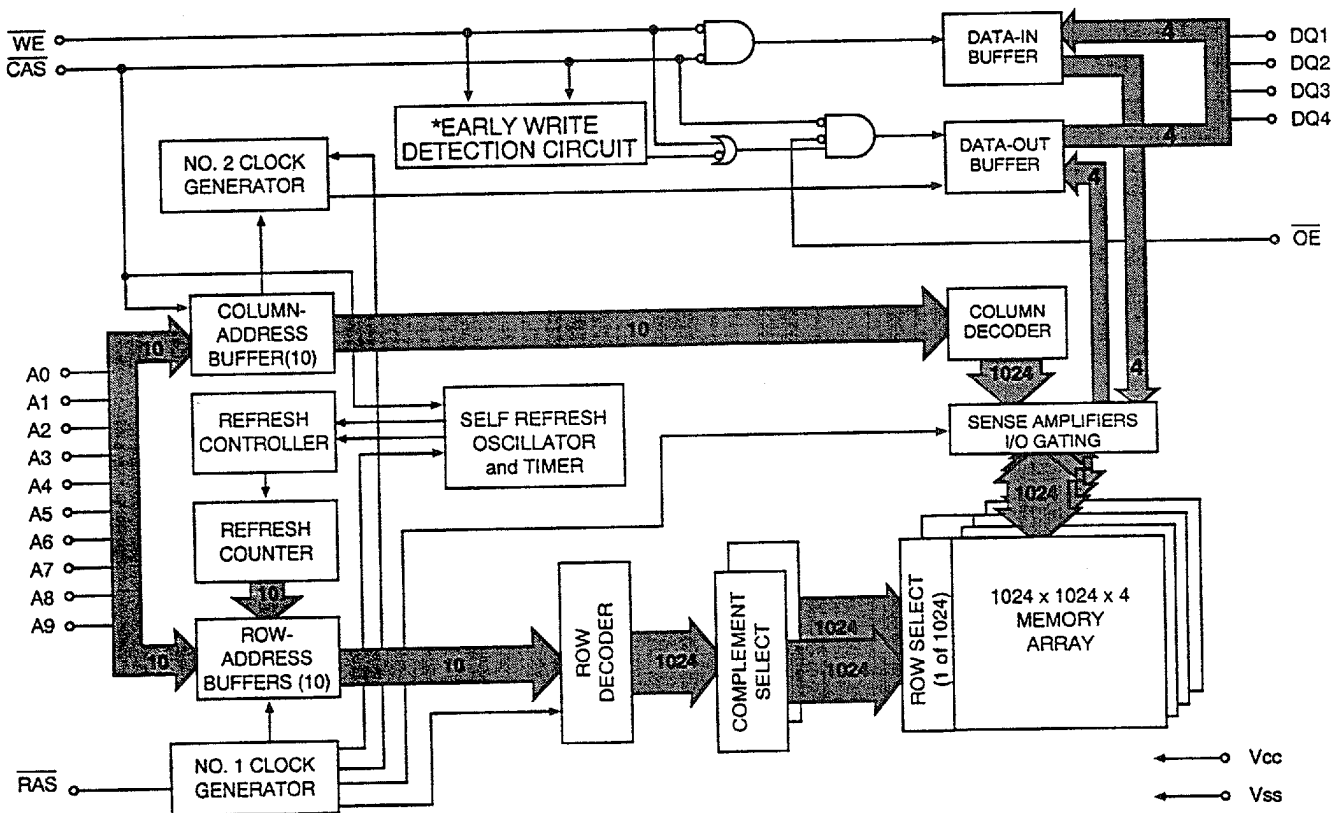 WE
CAS
*EARLY WRITE
DETECTION CIRCUIT
DATA-IN
BUFFER
4
DQ1
DQ2
DQ3
DQ4
NO. 2 CLOCK
GENERATOR
DATA-OUT
BUFFER
4
4
OE
COLUMN-
ADDRESS
BUFFER(10)
10
10
COLUMN
DECODER
1024
4
A0
A1
A2
A3
A4
A5
A6
A7
A8
A9
REFRESH
CONTROLLER
SELF REFRESH
OSCILLATOR
and TIMER
SENSE AMPLIFIERS
I/O GATING
1024
REFRESH
COUNTER
10
ROW-
ADDRESS
BUFFERS (10)
10
10
ROW
DECODER
1024
COMPLEMENT
SELECT
1024
1024
ROW SELECT
(1 of 1024)
1024 x 1024 x 4
MEMORY
ARRAY
RAS
NO. 1 CLOCK
GENERATOR
Vcc
Vss